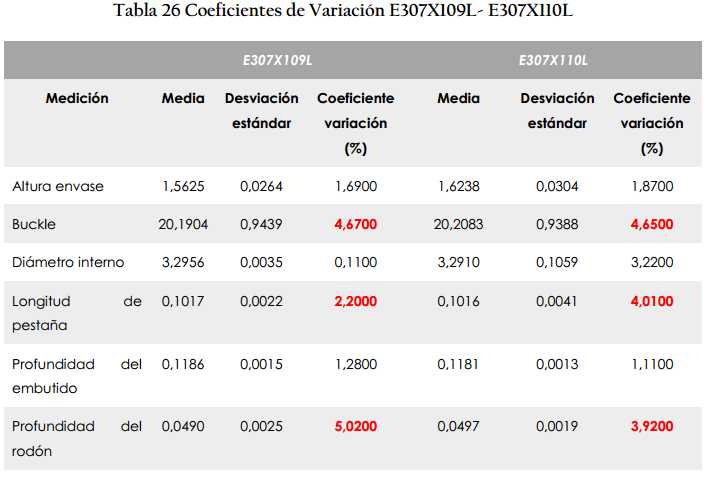 Tabla 26 Coeficientes de Variación E307X109L- E307X110L
E307X109L E307X110L
Medición Media Desviación estándar Coeficiente variación (%) Media Desviación estándar Coeficiente variación (%)
Altura envase 1,5625 0,0264 1,6900 1,6238 0,0304 1,8700
Buckle 20,1904 0,9439 4,6700 20,2083 0,9388 4,6500
Diámetro interno 3,2956 0,0035 0,1100 3,2910 0,1059 3,2200
Longitud de pestaña 0,1017 0,0022 2,2000 0,1016 0,0041 4,0100
Profundidad del embutido 0,1186 0,0015 1,2800 0,1181 0,0013 1,1100
Profundidad del rodón 0,0490 0,0025 5,0200 0,0497 0,0019 3,9200